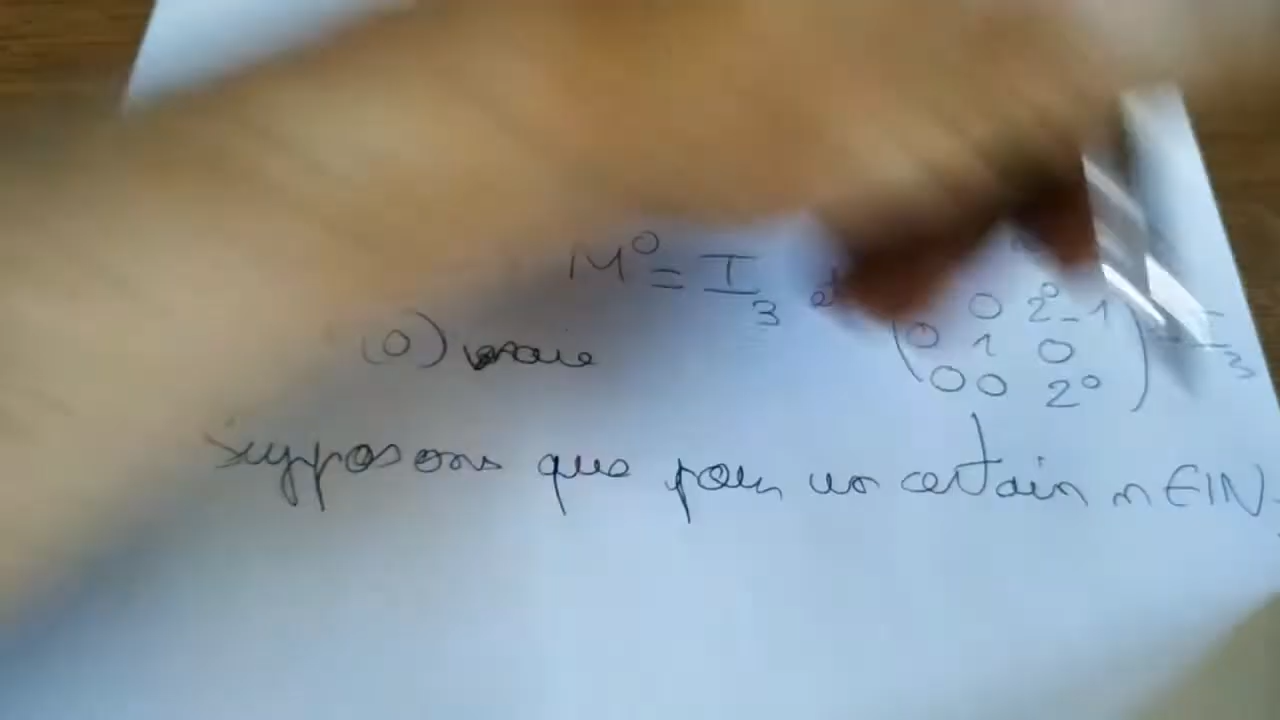 M⁰ = I₃
0 2⁰-1
(0) vraie
0 1 0
0 0 2⁰
Supposons que pour un certain n ∈ IN